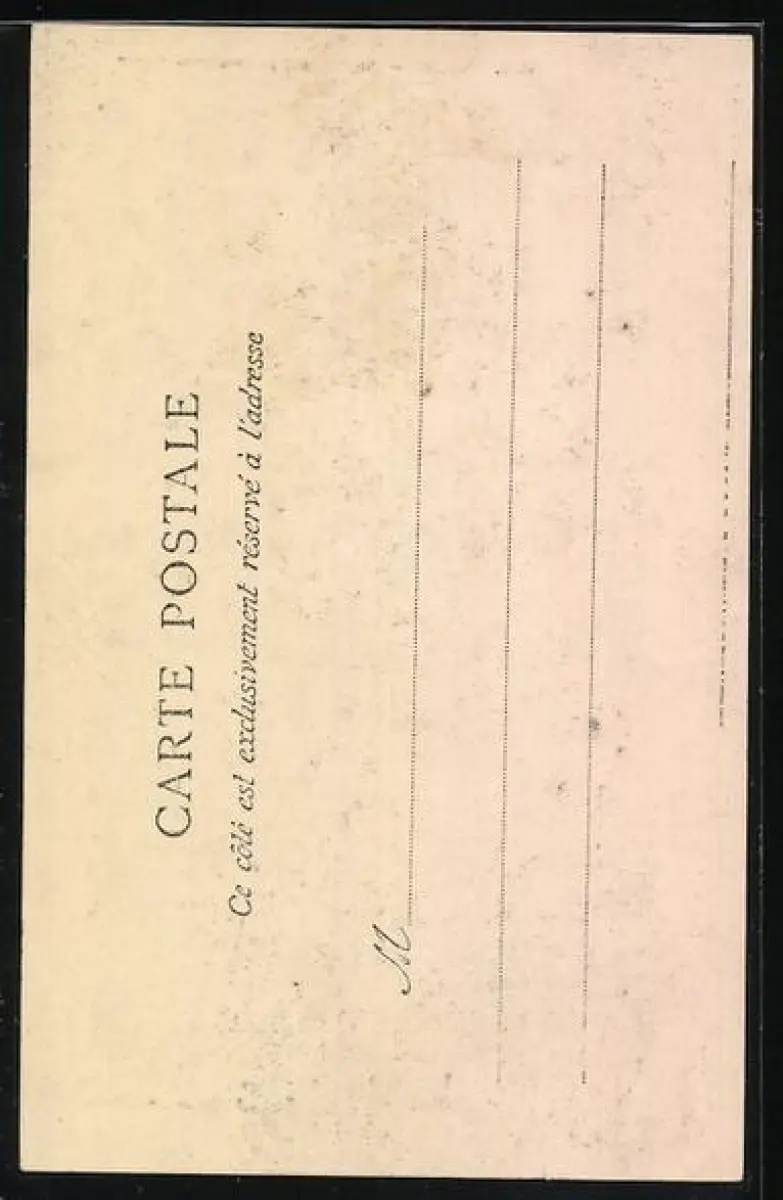 CARTE POSTALE
Ce côté est exclusivement réservé à l'adresse
M